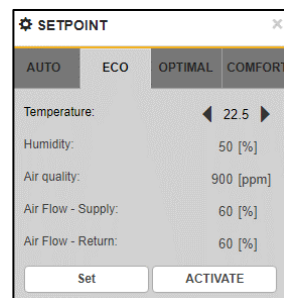 SETPOINT ×
AUTO ECO OPTIMAL COMFORT
Temperature: 22.5
Humidity: 50 [%]
Air quality: 900 [ppm]
Air Flow - Supply: 60 [%]
Air Flow - Return: 60 [%]
Set ACTIVATE